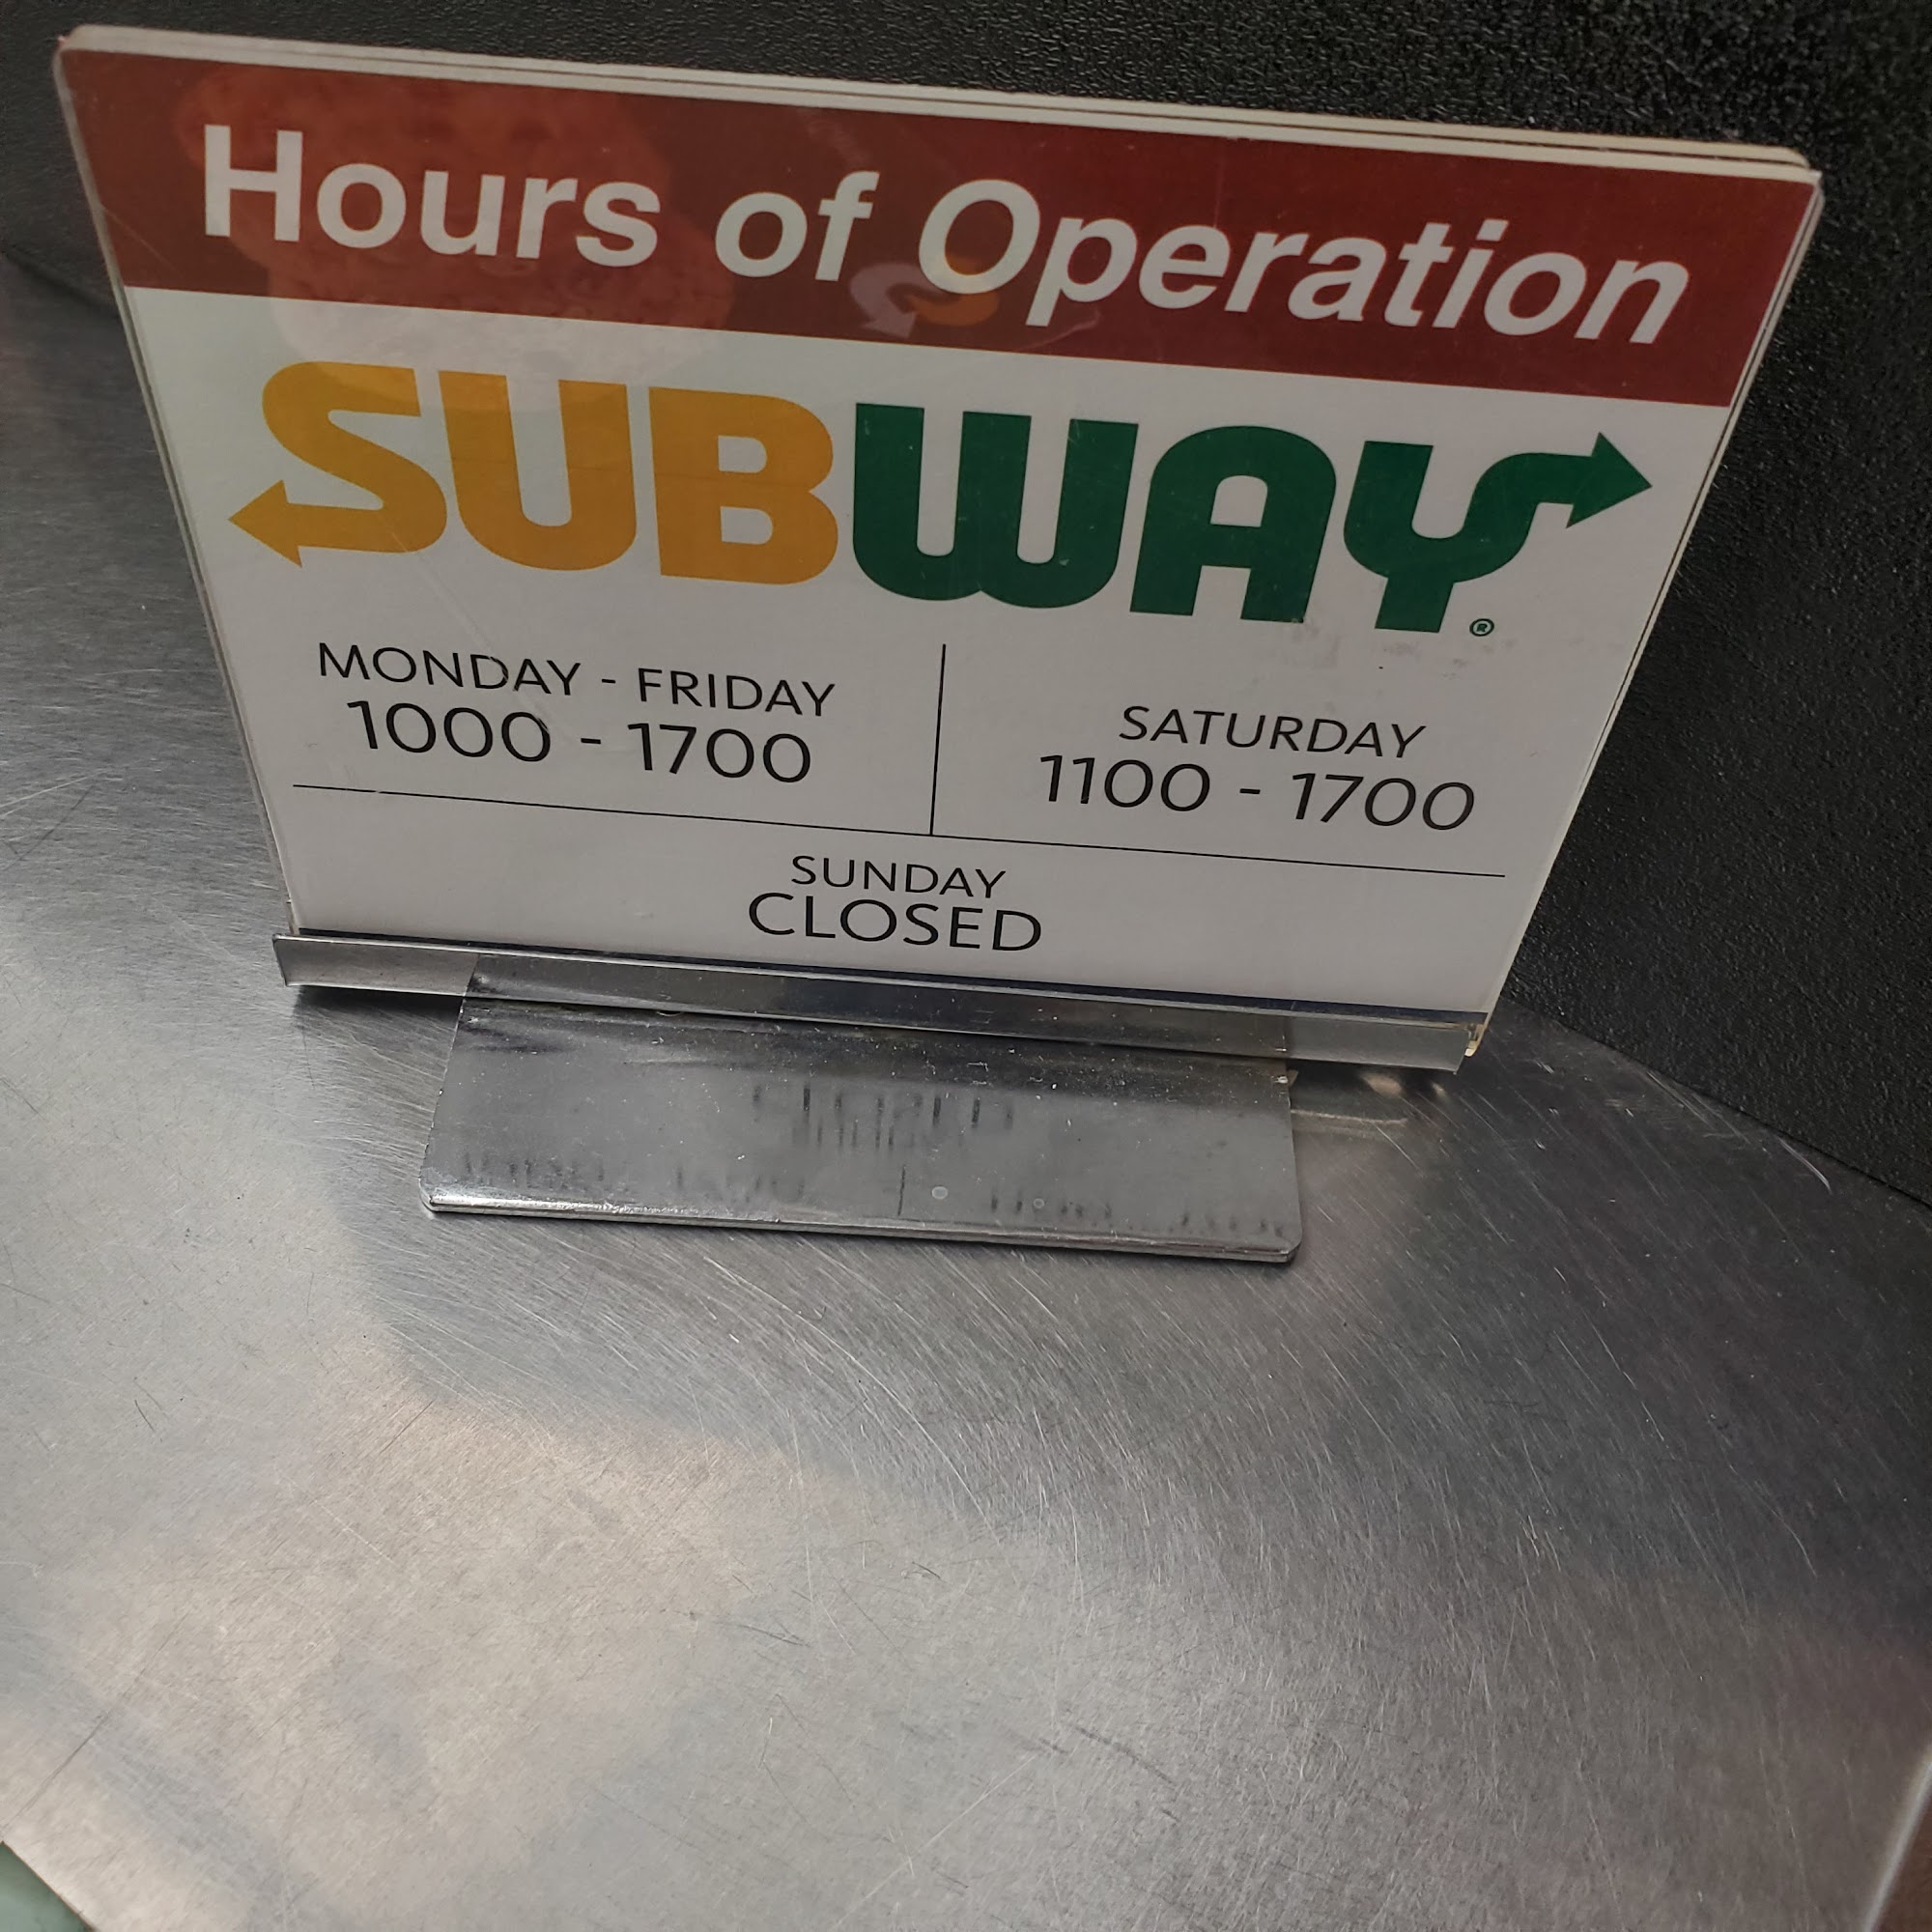 Hours of Operation
SUBWAY®
MONDAY - FRIDAY
1000 - 1700
SATURDAY
1100 - 1700
SUNDAY
CLOSED